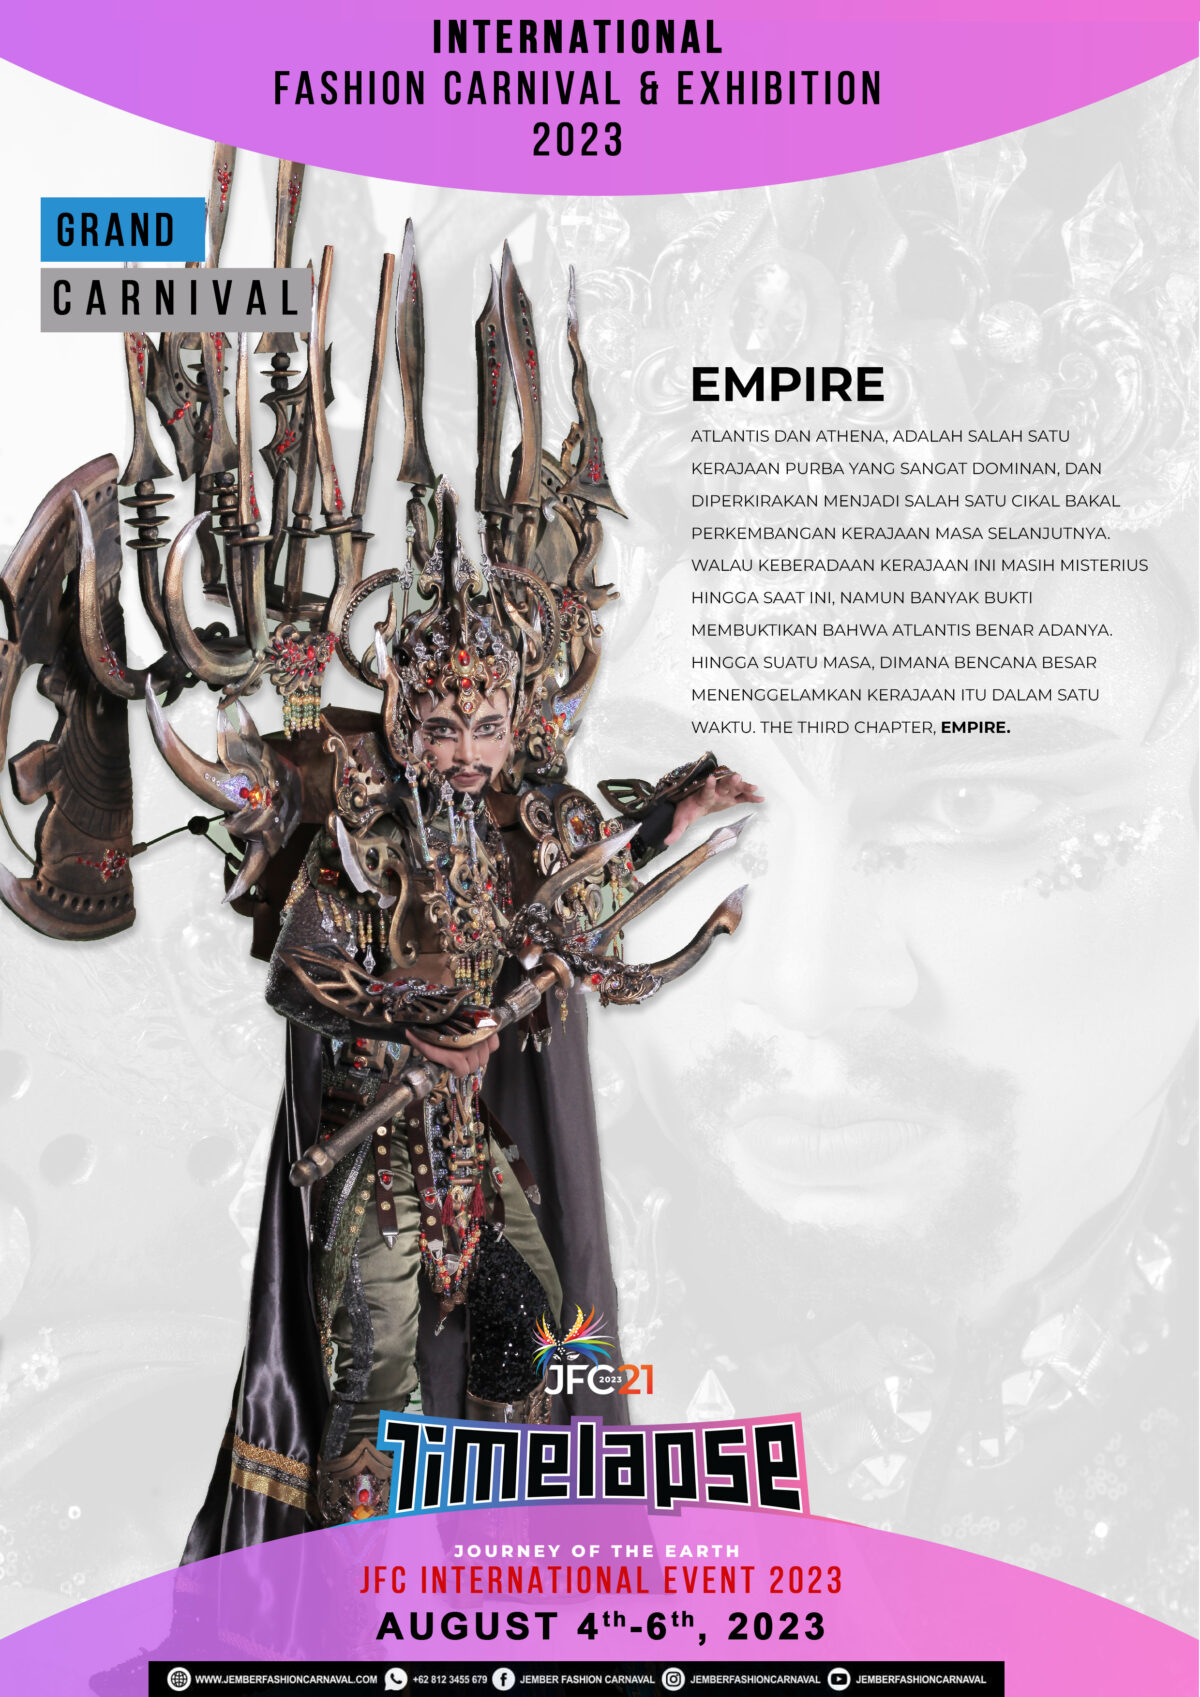 INTERNATIONAL
FASHION CARNIVAL & EXHIBITION
2023
GRAND
CARNIVAL
EMPIRE
ATLANTIS DAN ATHENA, ADALAH SALAH SATU
KERAJAAN PURBA YANG SANGAT DOMINAN, DAN
DIPERKIRAKAN MENJADI SALAH SATU CIKAL BAKAL
PERKEMBANGAN KERAJAAN MASA SELANJUTNYA.
WALAU KEBERADAAN KERAJAAN INI MASIH MISTERIUS
HINGGA SAAT INI, NAMUN BANYAK BUKTI
MEMBUKTIKAN BAHWA ATLANTIS BENAR ADANYA.
HINGGA SUATU MASA, DIMANA BENCANA BESAR
MENENGGELAMKAN KERAJAAN ITU DALAM SATU
WAKTU. THE THIRD CHAPTER, EMPIRE.
JFC 2023 21
Timelapse
JOURNEY OF THE EARTH
JFC INTERNATIONAL EVENT 2023
AUGUST 4th-6th, 2023
WWW.JEMBERFASHIONCARNAVAL.COM +62 812 3455 679 JEMBER FASHION CARNAVAL JEMBERFASHIONCARNAVAL JEMBERFASHIONCARNAVAL